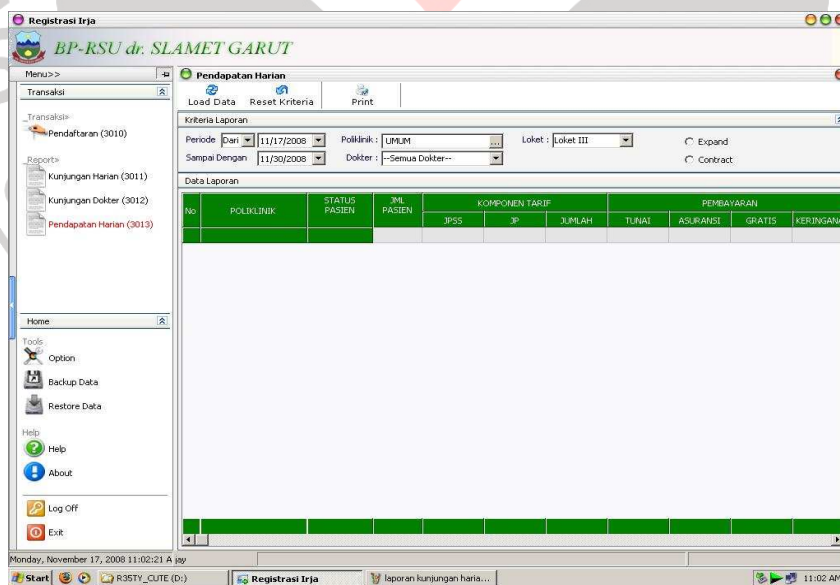 Registrasi Irja
BP-RSU dr. SLAMET GARUT
Menu>>
Transaksi
Transaksi»
Pendaftaran (3010)
Report»
Kunjungan Harian (3011)
Kunjungan Dokter (3012)
Pendapatan Harian (3013)
Home
Tools
Option
Backup Data
Restore Data
Help
Help
About
Log Off
Exit
Pendapatan Harian
Load Data Reset Kriteria Print
Kriteria Laporan
Periode Dari 11/17/2008 Poliklinik : UMUM ... Loket : Loket III Expand
Sampai Dengan 11/30/2008 Dokter : --Semua Dokter-- Contract
Data Laporan
No POLIKLINIK STATUS PASIEN JML PASIEN KOMPONEN TARIF PEMBAYARAN
JPSS JP JUMLAH TUNAI ASURANSI GRATIS KERINGANA
Monday, November 17, 2008 11:02:21 A jay
Start R35TY_CUTE (D:) Registrasi Irja laporan kunjungan haria... 11:02 AM